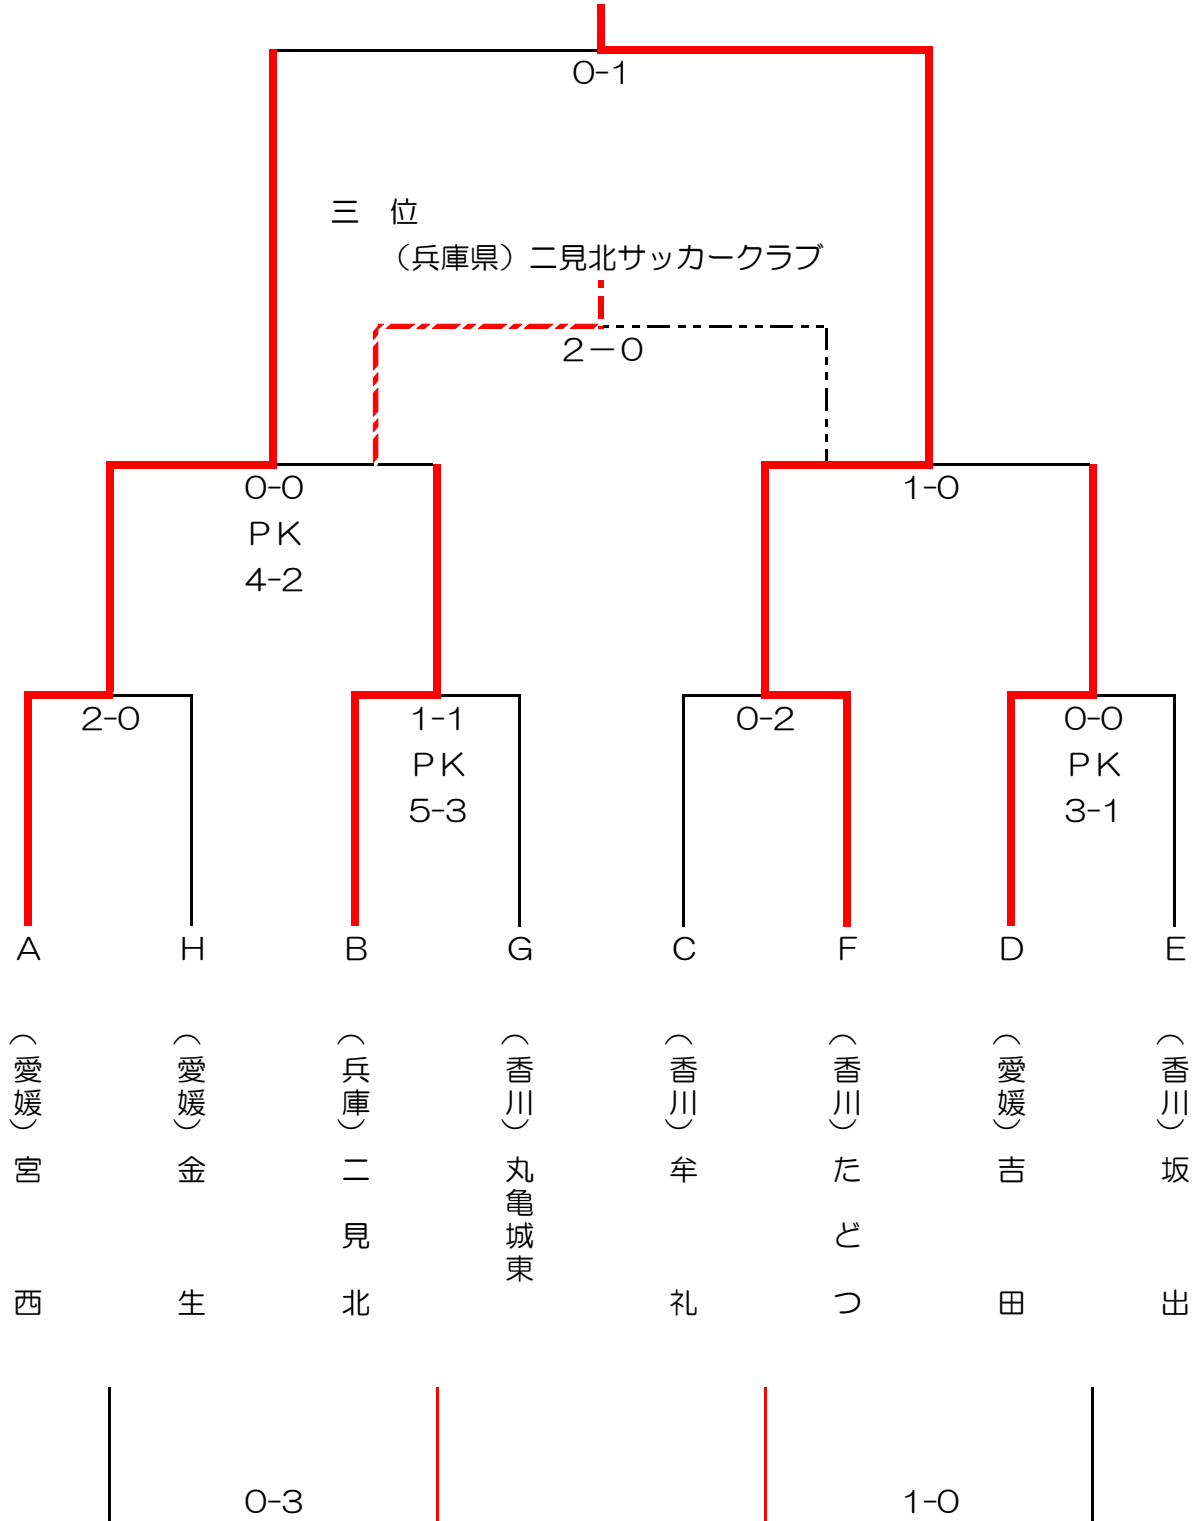 0-1
三　位
（兵庫県）二見北サッカークラブ
2－0
0-0
PK
4-2
1-0
2-0
1-1
PK
5-3
0-2
0-0
PK
3-1
A
H
B
G
C
F
D
E
（愛媛）宮西
（愛媛）金生
（兵庫）二見北
（香川）丸亀城東
（香川）牟礼
（香川）たどつ
（愛媛）吉田
（香川）坂出
0-3
1-0